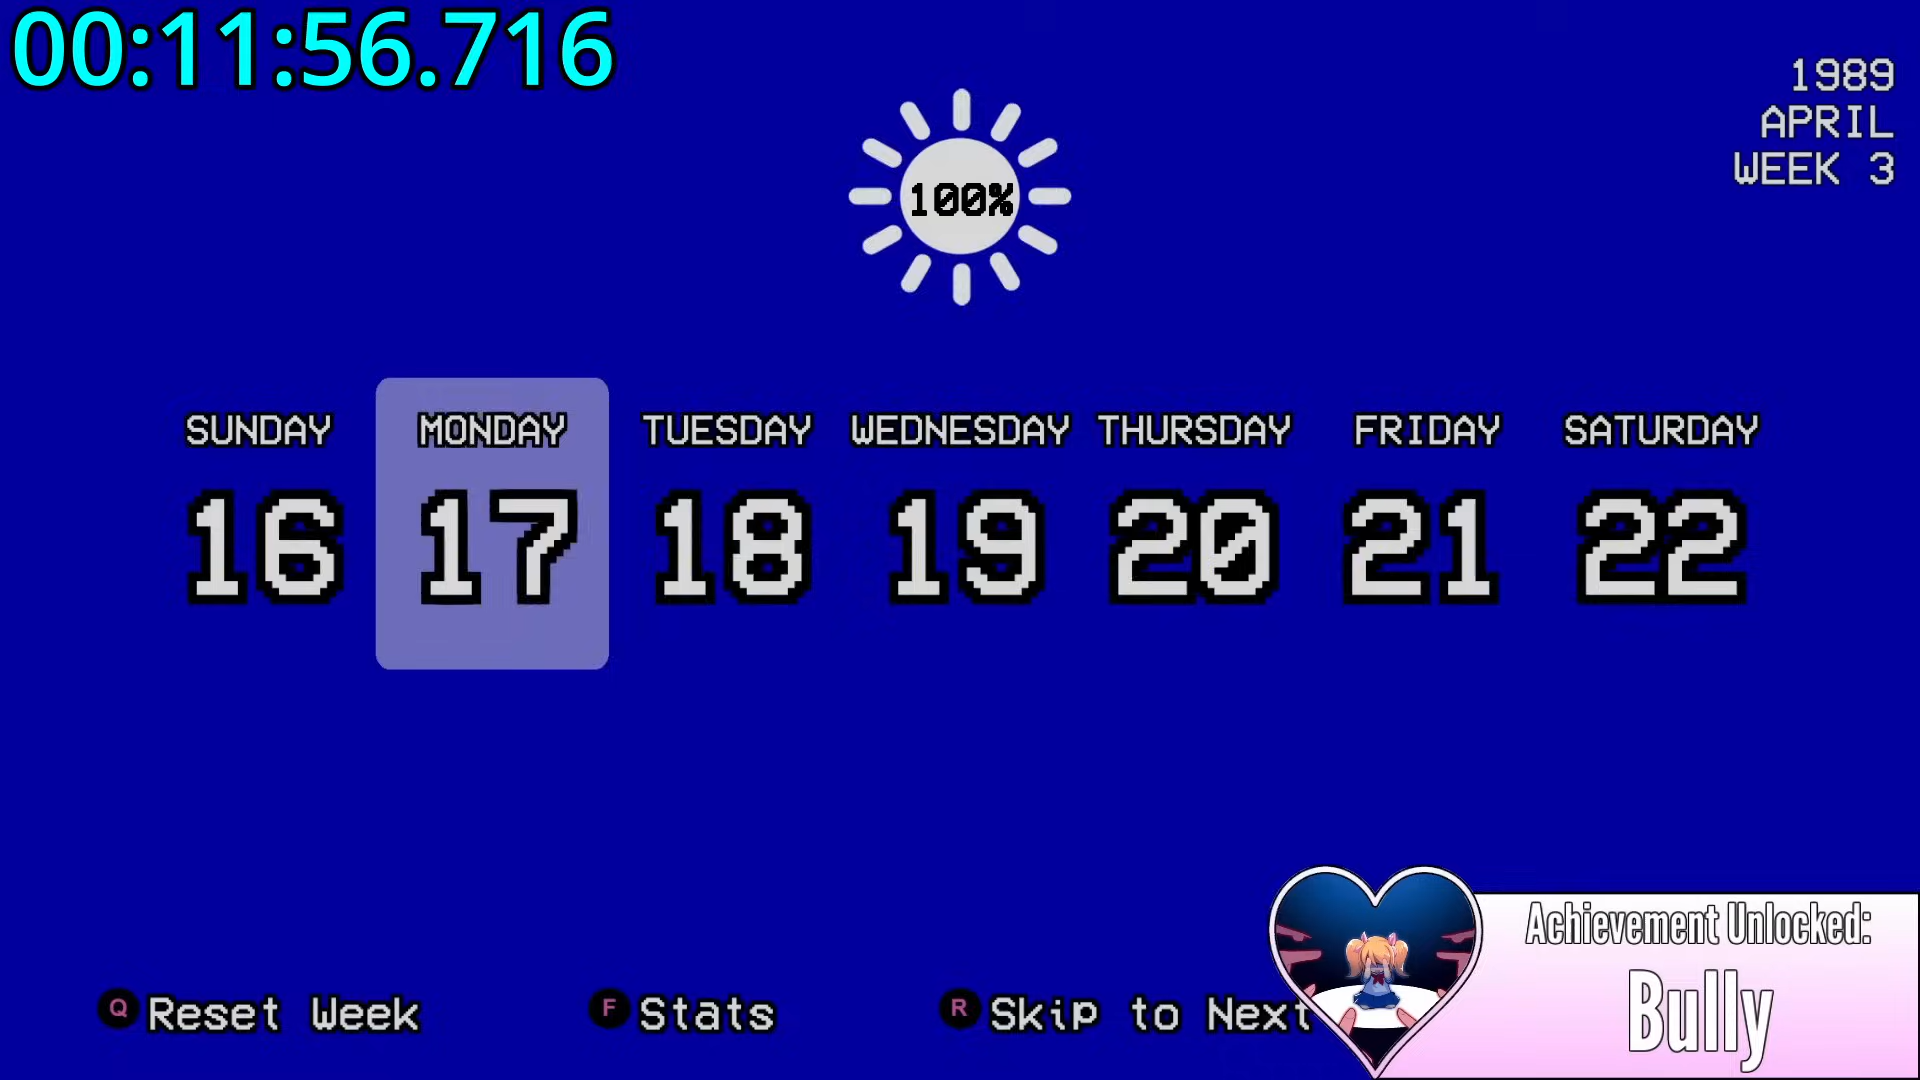 00:11:56.716
1989
APRIL
WEEK 3
100%
SUNDAY MONDAY TUESDAY WEDNESDAY THURSDAY FRIDAY SATURDAY
16 17 18 19 20 21 22
Achievement Unlocked:
Bully
Q Reset Week F Stats R Skip to Next